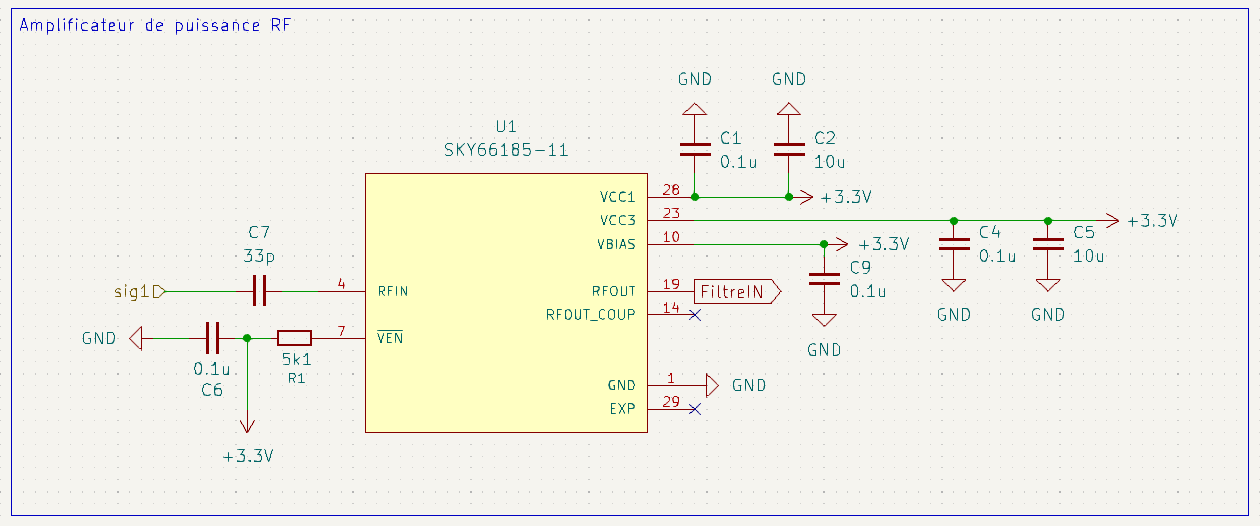 Amplificateur de puissance RF
GND
GND
U1
SKY66185-11
C1
0.1u
C2
10u
VCC1
28
+3.3V
VCC3
23
+3.3V
VBIAS
10
+3.3V
C4
0.1u
C5
10u
C9
0.1u
GND
GND
GND
C7
33p
sig1
4
RFIN
RFOUT
19
FiltreIN
RFOUT_COUP
14
GND
7
VEN
0.1u
C6
5k1
R1
+3.3V
GND
1
GND
EXP
29